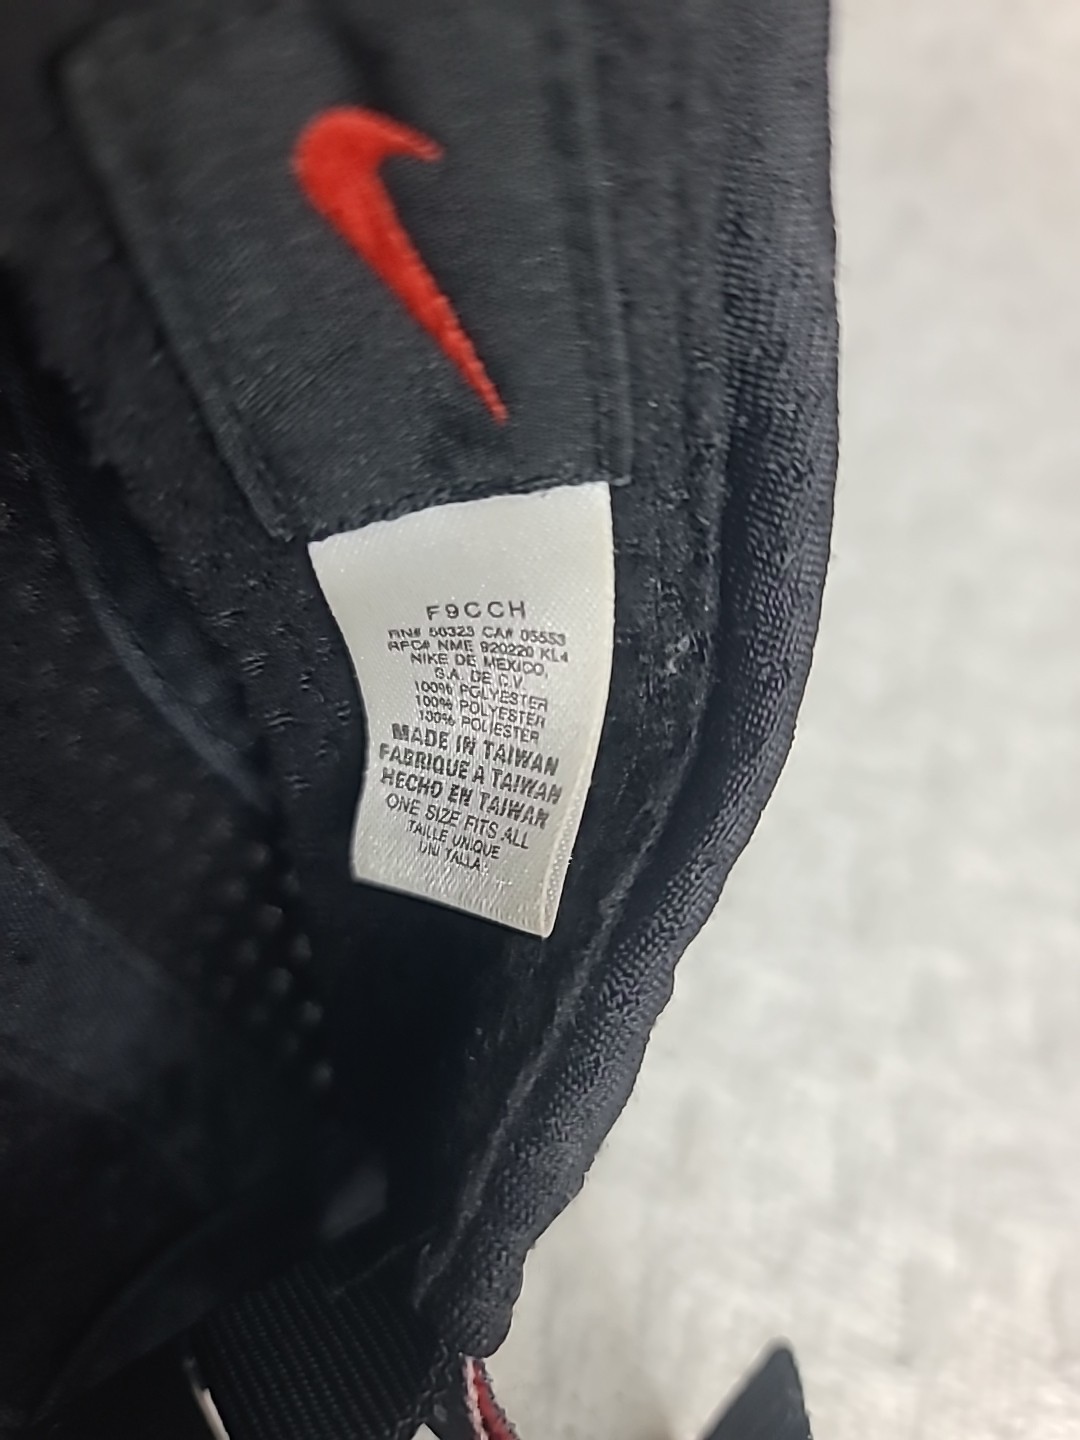 F9CCH
RN# 56323 CA# 05553
RFC# NME 920220 KL4
NIKE DE MEXICO,
S.A. DE C.V.
100% POLYESTER
100% POLYESTER
100% POLIESTER
MADE IN TAIWAN
FABRIQUE A TAIWAN
HECHO EN TAIWAN
ONE SIZE FITS ALL
TAILLE UNIQUE
UNI TALLA